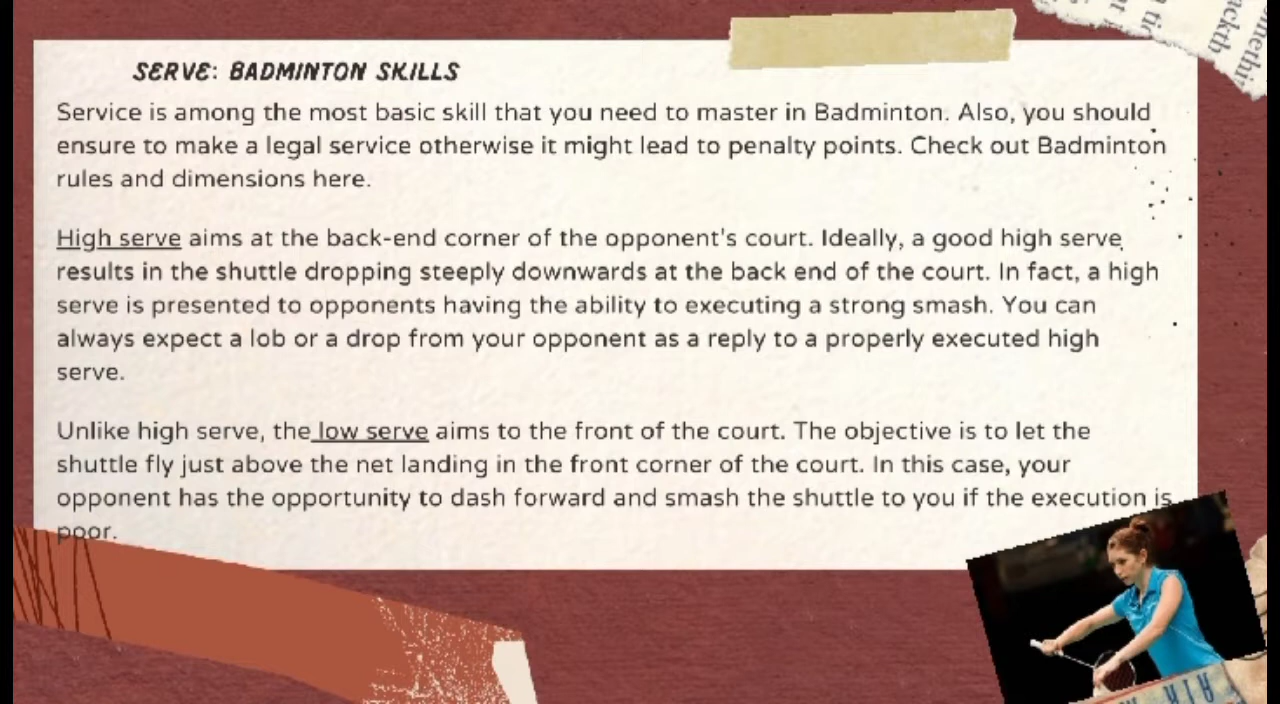 SERVE: BADMINTON SKILLS
Service is among the most basic skill that you need to master in Badminton. Also, you should
ensure to make a legal service otherwise it might lead to penalty points. Check out Badminton
rules and dimensions here.
High serve aims at the back-end corner of the opponent's court. Ideally, a good high serve
results in the shuttle dropping steeply downwards at the back end of the court. In fact, a high
serve is presented to opponents having the ability to executing a strong smash. You can
always expect a lob or a drop from your opponent as a reply to a properly executed high
serve.
Unlike high serve, the low serve aims to the front of the court. The objective is to let the
shuttle fly just above the net landing in the front corner of the court. In this case, your
opponent has the opportunity to dash forward and smash the shuttle to you if the execution is
poor.